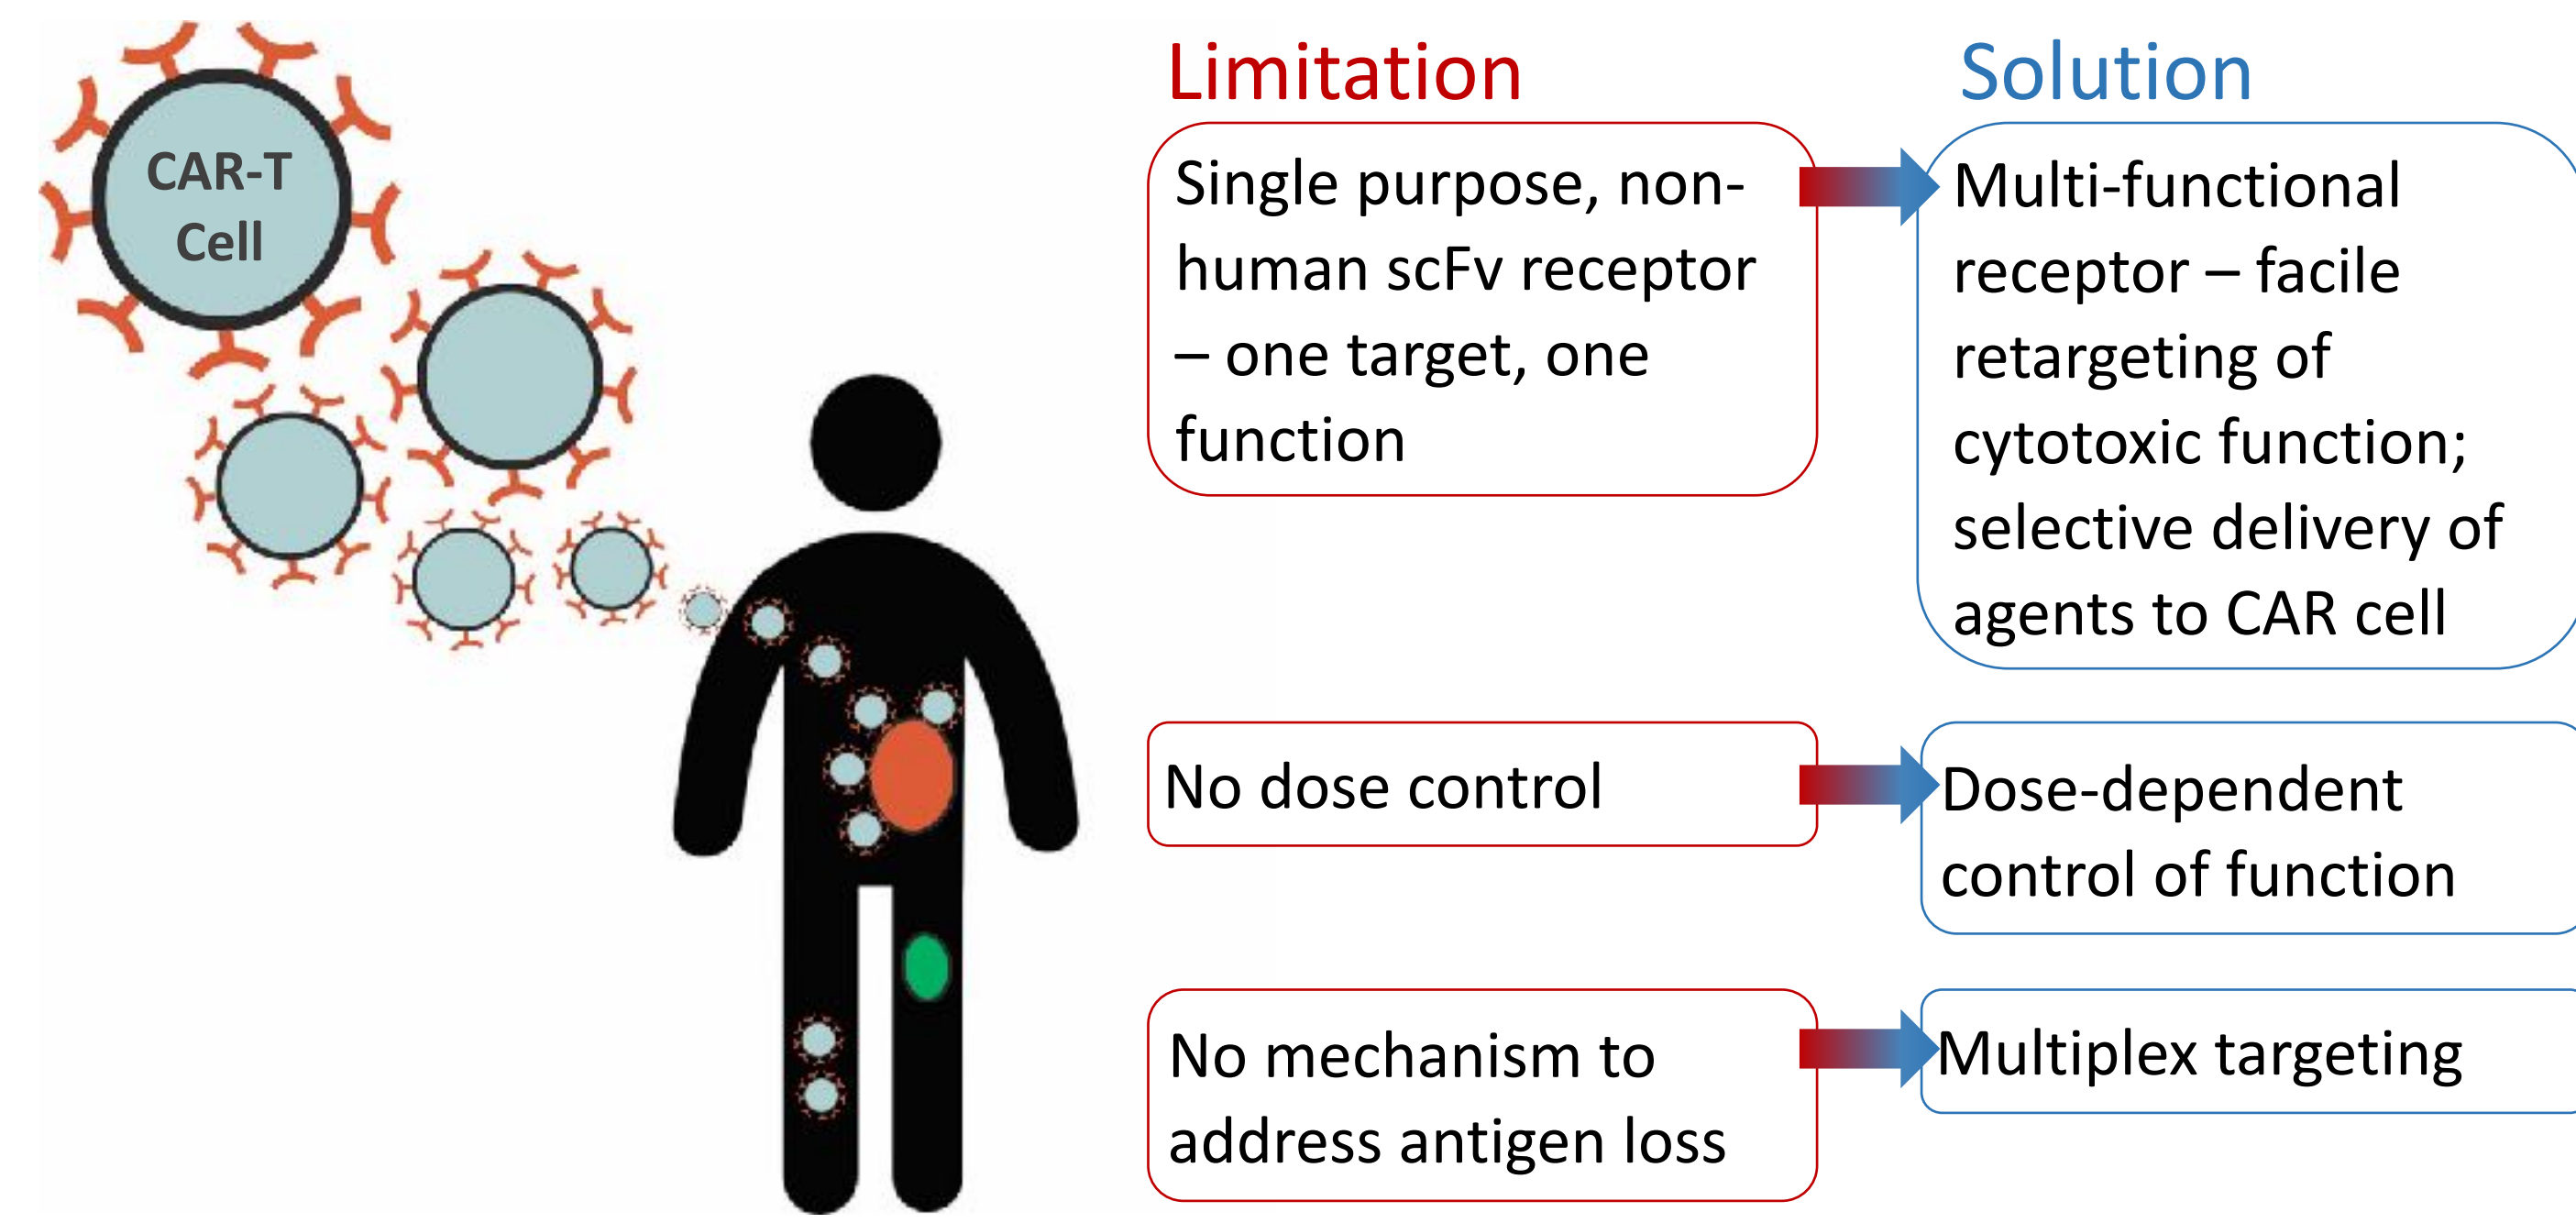 CAR-T
Cell
Limitation
Single purpose, non-
human scFv receptor
– one target, one
function
No dose control
No mechanism to
address antigen loss
Solution
Multi-functional
receptor – facile
retargeting of
cytotoxic function;
selective delivery of
agents to CAR cell
Dose-dependent
control of function
Multiplex targeting